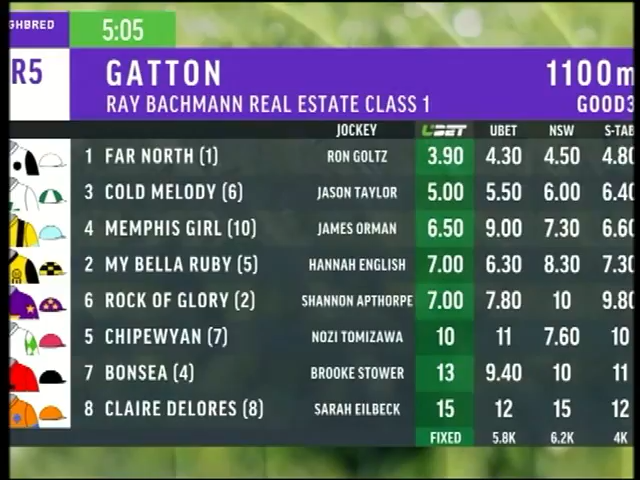 GHBRED 5:05
R5 GATTON 1100m
RAY BACHMANN REAL ESTATE CLASS 1 GOOD3
JOCKEY UBET UBET NSW S-TAB
1 FAR NORTH (1) RON GOLTZ 3.90 4.30 4.50 4.80
3 COLD MELODY (6) JASON TAYLOR 5.00 5.50 6.00 6.40
4 MEMPHIS GIRL (10) JAMES ORMAN 6.50 9.00 7.30 6.60
2 MY BELLA RUBY (5) HANNAH ENGLISH 7.00 6.30 8.30 7.30
6 ROCK OF GLORY (2) SHANNON APTHORPE 7.00 7.80 10 9.80
5 CHIPEWYAN (7) NOZI TOMIZAWA 10 11 7.60 10
7 BONSEA (4) BROOKE STOWER 13 9.40 10 11
8 CLAIRE DELORES (8) SARAH EILBECK 15 12 15 12
FIXED 5.8K 6.2K 4K